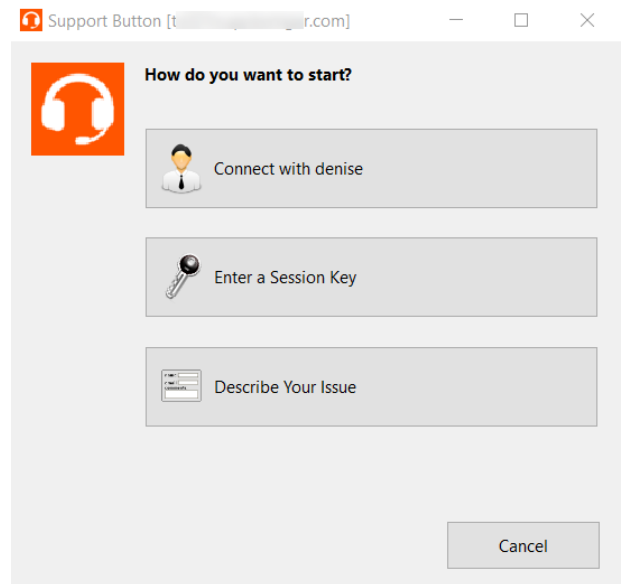 Support Button [t r.com]
How do you want to start?
Connect with denise
Enter a Session Key
Describe Your Issue
Cancel